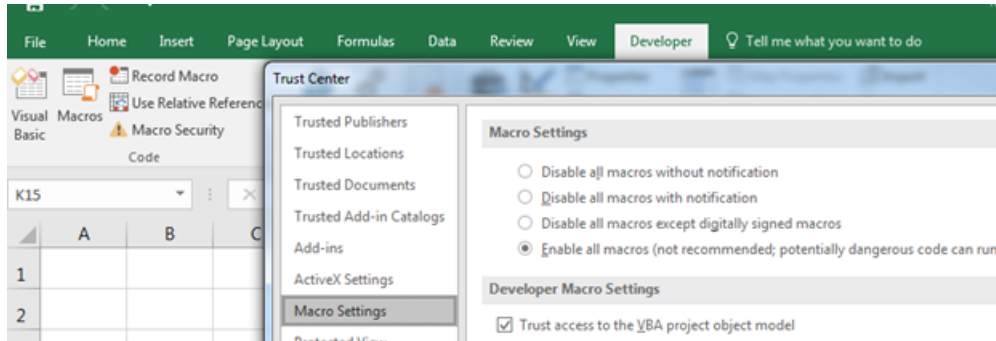 File Home Insert Page Layout Formulas Data Review View Developer Tell me what you want to do
Record Macro
Use Relative Referenc
Macro Security
Visual Basic
Macros
Code
K15
A B C
1
2
Trust Center
Trusted Publishers
Trusted Locations
Trusted Documents
Trusted Add-in Catalogs
Add-ins
ActiveX Settings
Macro Settings
Protected View
Macro Settings
Disable all macros without notification
Disable all macros with notification
Disable all macros except digitally signed macros
Enable all macros (not recommended; potentially dangerous code can run
Developer Macro Settings
Trust access to the VBA project object model